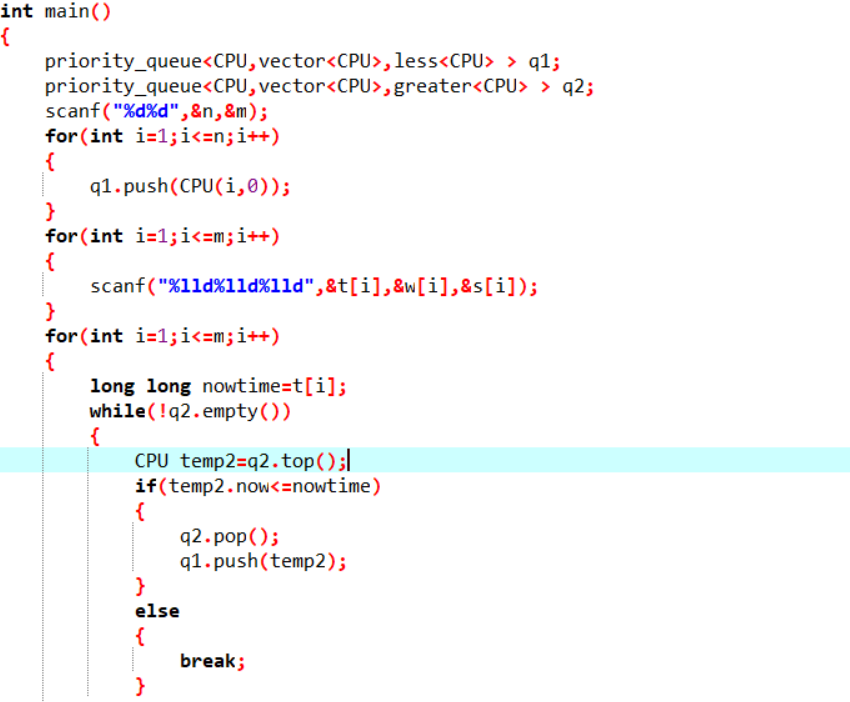 int main()
{
    priority_queue<CPU,vector<CPU>,less<CPU> > q1;
    priority_queue<CPU,vector<CPU>,greater<CPU> > q2;
    scanf("%d%d",&n,&m);
    for(int i=1;i<=n;i++)
    {
        q1.push(CPU(i,0));
    }
    for(int i=1;i<=m;i++)
    {
        scanf("%lld%lld%lld",&t[i],&w[i],&s[i]);
    }
    for(int i=1;i<=m;i++)
    {
        long long nowtime=t[i];
        while(!q2.empty())
        {
            CPU temp2=q2.top();
            if(temp2.now<=nowtime)
            {
                q2.pop();
                q1.push(temp2);
            }
            else
            {
                break;
            }